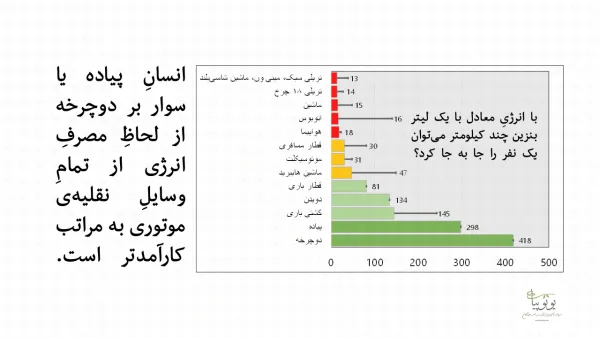 انسانِ پیاده یا
سوار بر دوچرخه
از لحاظِ مصرفِ
انرژی از تمامِ
وسایلِ نقلیه‌ی
موتوری به مراتب
کارآمدتر است.
با انرژیِ معادل با یک لیتر
بنزین چند کیلومتر می‌توان
یک نفر را جا به جا کرد؟
تریلی سبک، مینی ون، ماشین شاسی‌بلند 13
تریلی ۱۸ چرخ 14
ماشین 15
اتوبوس 16
هواپیما 18
قطار مسافری 30
موتوسیکلت 31
ماشین هایبرید 47
قطار باری 81
دویدن 134
کشتی باری 145
پیاده 298
دوچرخه 418
0 100 200 300 400 500
یوتوپیا